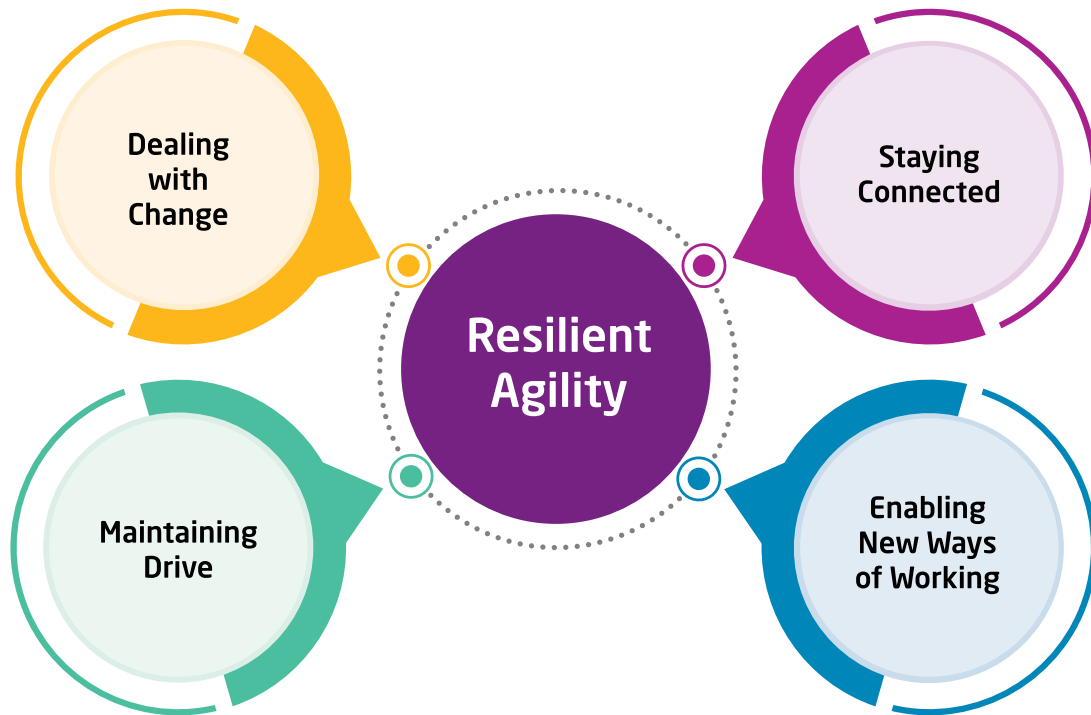 Dealing
with
Change
Staying
Connected
Resilient
Agility
Maintaining
Drive
Enabling
New Ways
of Working